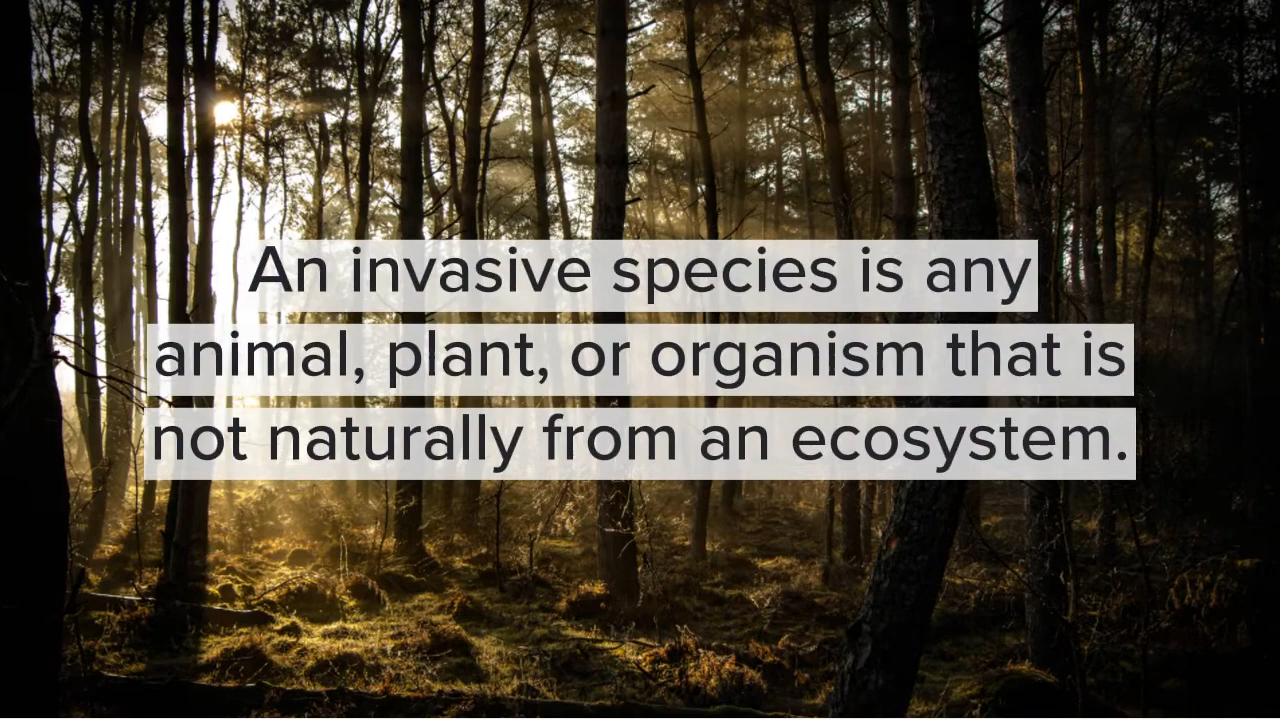 An invasive species is any
animal, plant, or organism that is
not naturally from an ecosystem.